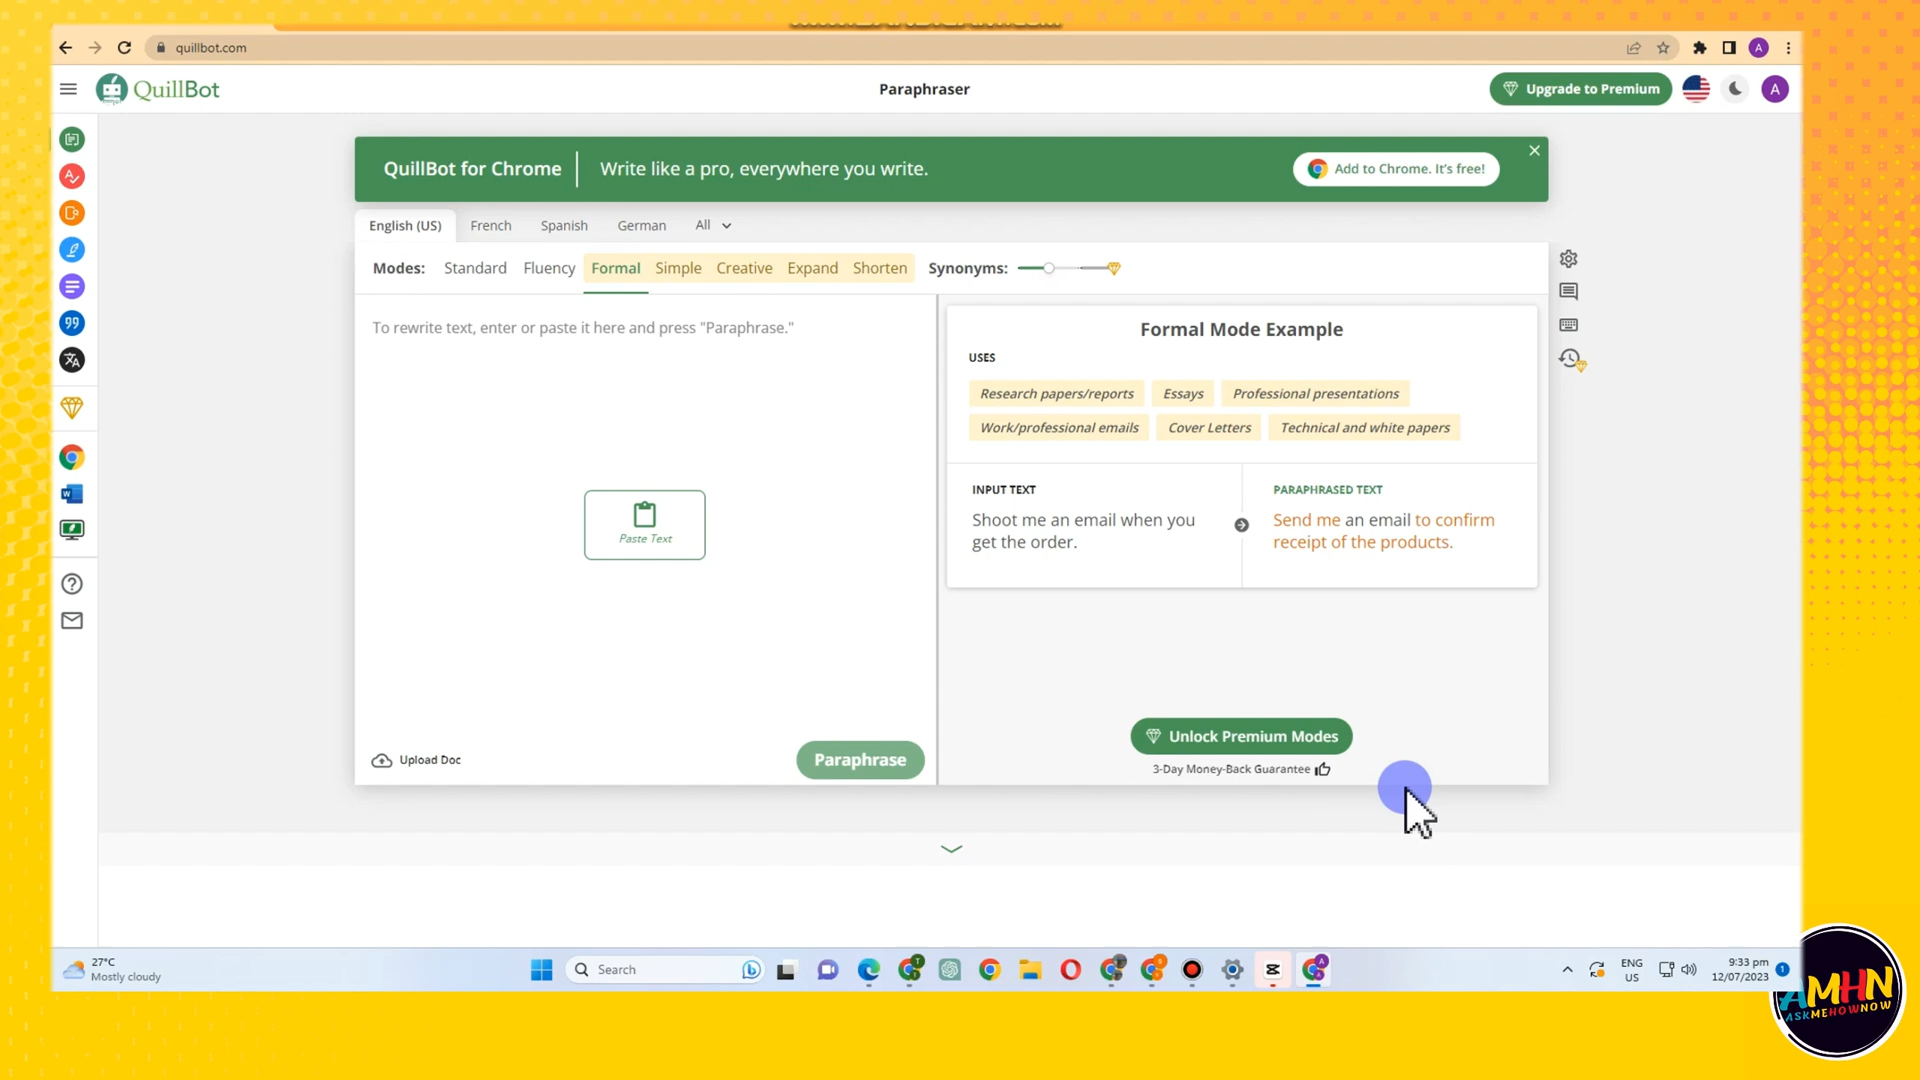 quillbot.com
A
QuillBot
Paraphraser
Upgrade to Premium
A
QuillBot for Chrome
Write like a pro, everywhere you write.
Add to Chrome. It's free!
English (US)
French
Spanish
German
All
Modes:
Standard
Fluency
Formal
Simple
Creative
Expand
Shorten
Synonyms:
To rewrite text, enter or paste it here and press "Paraphrase."
Paste Text
Upload Doc
Paraphrase
Formal Mode Example
USES
Research papers/reports
Essays
Professional presentations
Work/professional emails
Cover Letters
Technical and white papers
INPUT TEXT
Shoot me an email when you
get the order.
PARAPHRASED TEXT
Send me an email to confirm
receipt of the products.
Unlock Premium Modes
3-Day Money-Back Guarantee
27°C
Mostly cloudy
Search
ENG
US
9:33 pm
12/07/2023
1
AMHN
ASKMEHOWNOW